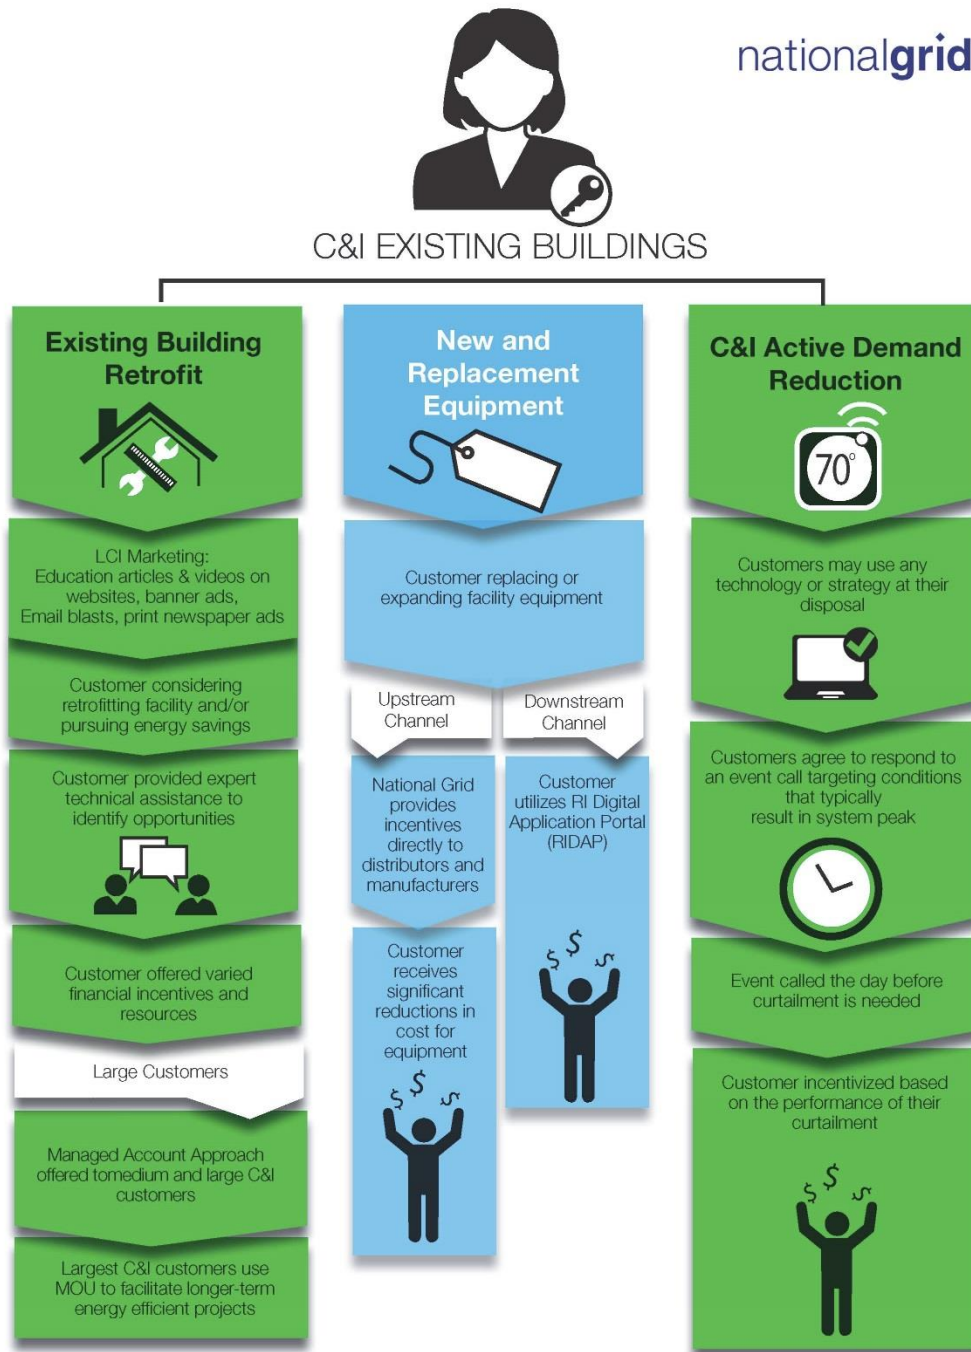 nationalgrid
C&I EXISTING BUILDINGS
Existing Building
Retrofit
LCI Marketing:
Education articles & videos on
websites, banner ads,
Email blasts, print newspaper ads
Customer considering
retrofitting facility and/or
pursuing energy savings
Customer provided expert
technical assistance to
identify opportunities
Customer offered varied
financial incentives and
resources
Large Customers
Managed Account Approach
offered tomedium and large C&I
customers
Largest C&I customers use
MOU to facilitate longer-term
energy efficient projects
New and
Replacement
Equipment
Customer replacing or
expanding facility equipment
Upstream
Channel
National Grid
provides
incentives
directly to
distributors and
manufacturers
Customer
receives
significant
reductions in
cost for
equipment
$ $ $
Downstream
Channel
Customer
utilizes RI Digital
Application Portal
(RIDAP)
$ $ $
C&I Active Demand
Reduction
70°
Customers may use any
technology or strategy at their
disposal
Customers agree to respond to
an event call targeting conditions
that typically
result in system peak
Event called the day before
curtailment is needed
Customer incentivized based
on the performance of their
curtailment
$ $ $